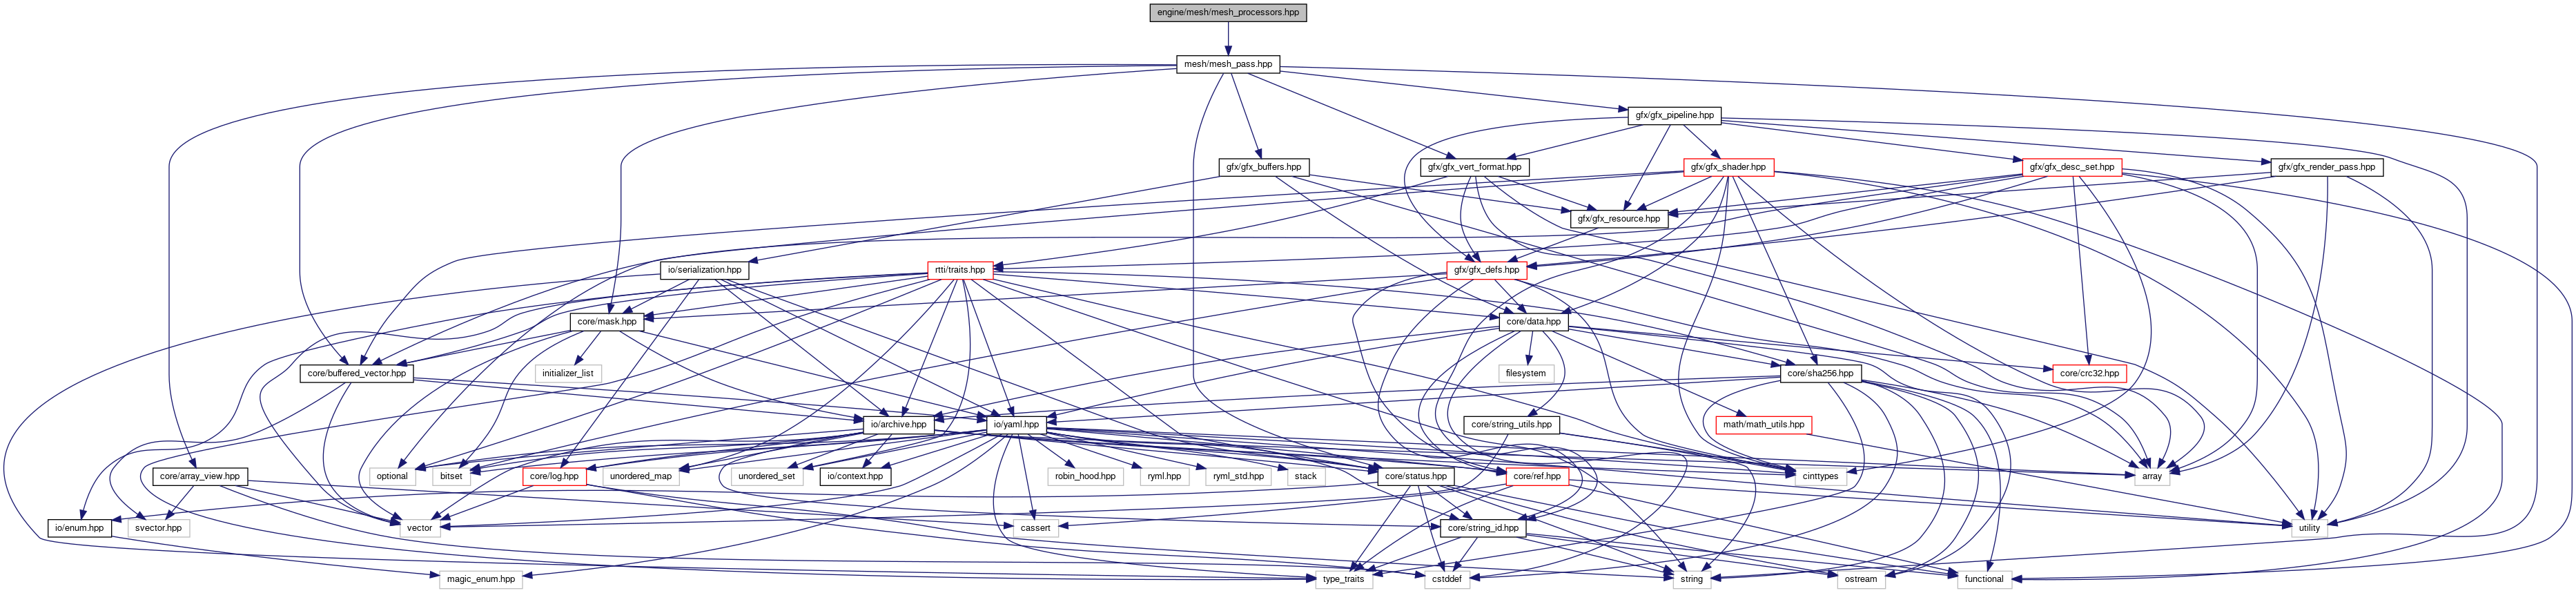 engine/mesh/mesh_processors.hpp
mesh/mesh_pass.hpp
gfx/gfx_pipeline.hpp
gfx/gfx_buffers.hpp
gfx/gfx_vert_format.hpp
gfx/gfx_shader.hpp
gfx/gfx_desc_set.hpp
gfx/gfx_render_pass.hpp
gfx/gfx_resource.hpp
io/serialization.hpp
rtti/traits.hpp
gfx/gfx_defs.hpp
core/mask.hpp
core/data.hpp
core/buffered_vector.hpp
initializer_list
filesystem
core/sha256.hpp
core/crc32.hpp
io/archive.hpp
io/yaml.hpp
core/string_utils.hpp
math/math_utils.hpp
core/array_view.hpp
optional
bitset
core/log.hpp
unordered_map
unordered_set
io/context.hpp
robin_hood.hpp
ryml.hpp
ryml_std.hpp
stack
core/status.hpp
core/ref.hpp
cinttypes
array
io/enum.hpp
svector.hpp
vector
cassert
core/string_id.hpp
utility
magic_enum.hpp
type_traits
cstddef
string
ostream
functional